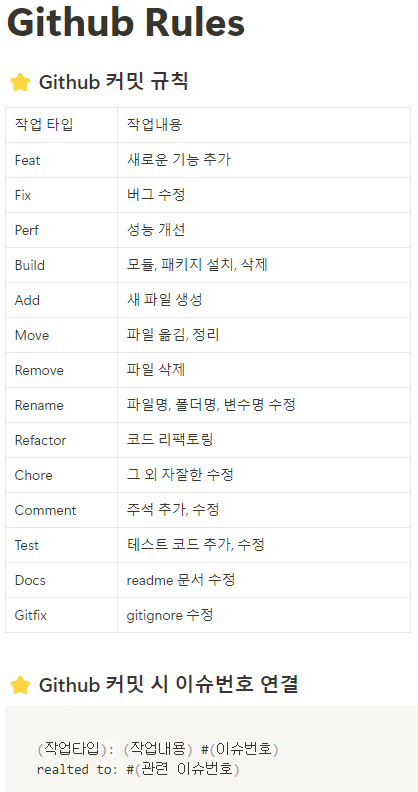 Github Rules
Github 커밋 규칙
작업 타입 작업내용
Feat 새로운 기능 추가
Fix 버그 수정
Perf 성능 개선
Build 모듈, 패키지 설치, 삭제
Add 새 파일 생성
Move 파일 옮김, 정리
Remove 파일 삭제
Rename 파일명, 폴더명, 변수명 수정
Refactor 코드 리팩토링
Chore 그 외 자잘한 수정
Comment 주석 추가, 수정
Test 테스트 코드 추가, 수정
Docs readme 문서 수정
Gitfix gitignore 수정
Github 커밋 시 이슈번호 연결
(작업타입): (작업내용) #(이슈번호)
realted to: #(관련 이슈번호)